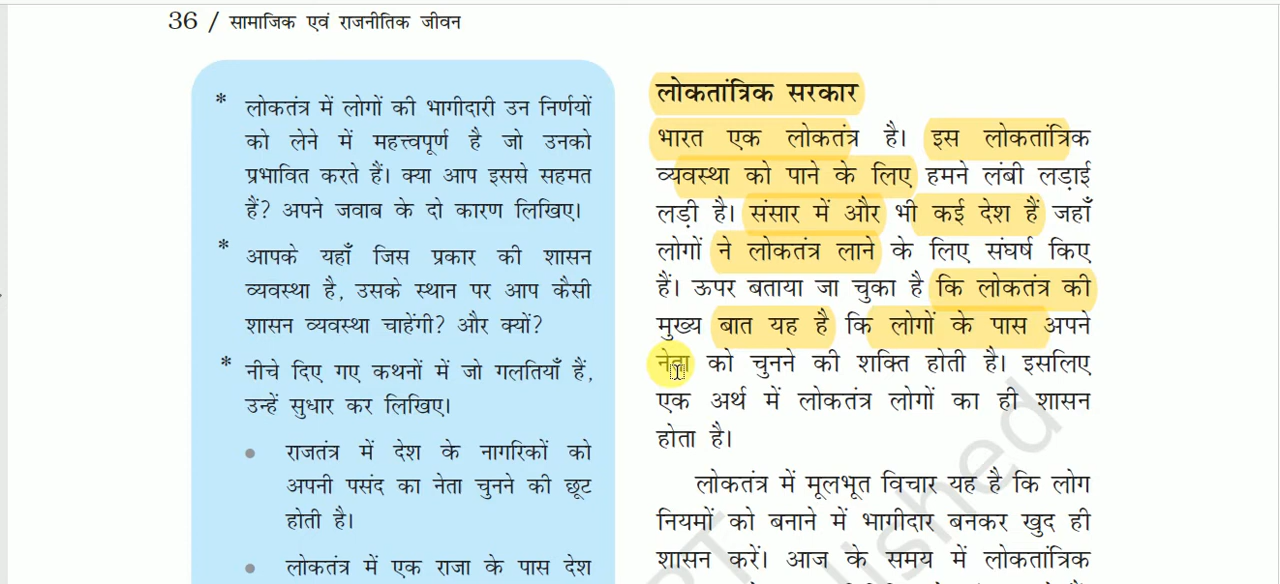 36 / सामाजिक एवं राजनीतिक जीवन
* लोकतंत्र में लोगों की भागीदारी उन निर्णयों
को लेने में महत्त्वपूर्ण है जो उनको
प्रभावित करते हैं। क्या आप इससे सहमत
हैं? अपने जवाब के दो कारण लिखिए।
* आपके यहाँ जिस प्रकार की शासन
व्यवस्था है, उसके स्थान पर आप कैसी
शासन व्यवस्था चाहेंगी? और क्यों?
* नीचे दिए गए कथनों में जो गलतियाँ हैं,
उन्हें सुधार कर लिखिए।
• राजतंत्र में देश के नागरिकों को
अपनी पसंद का नेता चुनने की छूट
होती है।
• लोकतंत्र में एक राजा के पास देश
लोकतांत्रिक सरकार
भारत एक लोकतंत्र है। इस लोकतांत्रिक
व्यवस्था को पाने के लिए हमने लंबी लड़ाई
लड़ी है। संसार में और भी कई देश हैं जहाँ
लोगों ने लोकतंत्र लाने के लिए संघर्ष किए
हैं। ऊपर बताया जा चुका है कि लोकतंत्र की
मुख्य बात यह है कि लोगों के पास अपने
नेता को चुनने की शक्ति होती है। इसलिए
एक अर्थ में लोकतंत्र लोगों का ही शासन
होता है।
लोकतंत्र में मूलभूत विचार यह है कि लोग
नियमों को बनाने में भागीदार बनकर खुद ही
शासन करें। आज के समय में लोकतांत्रिक